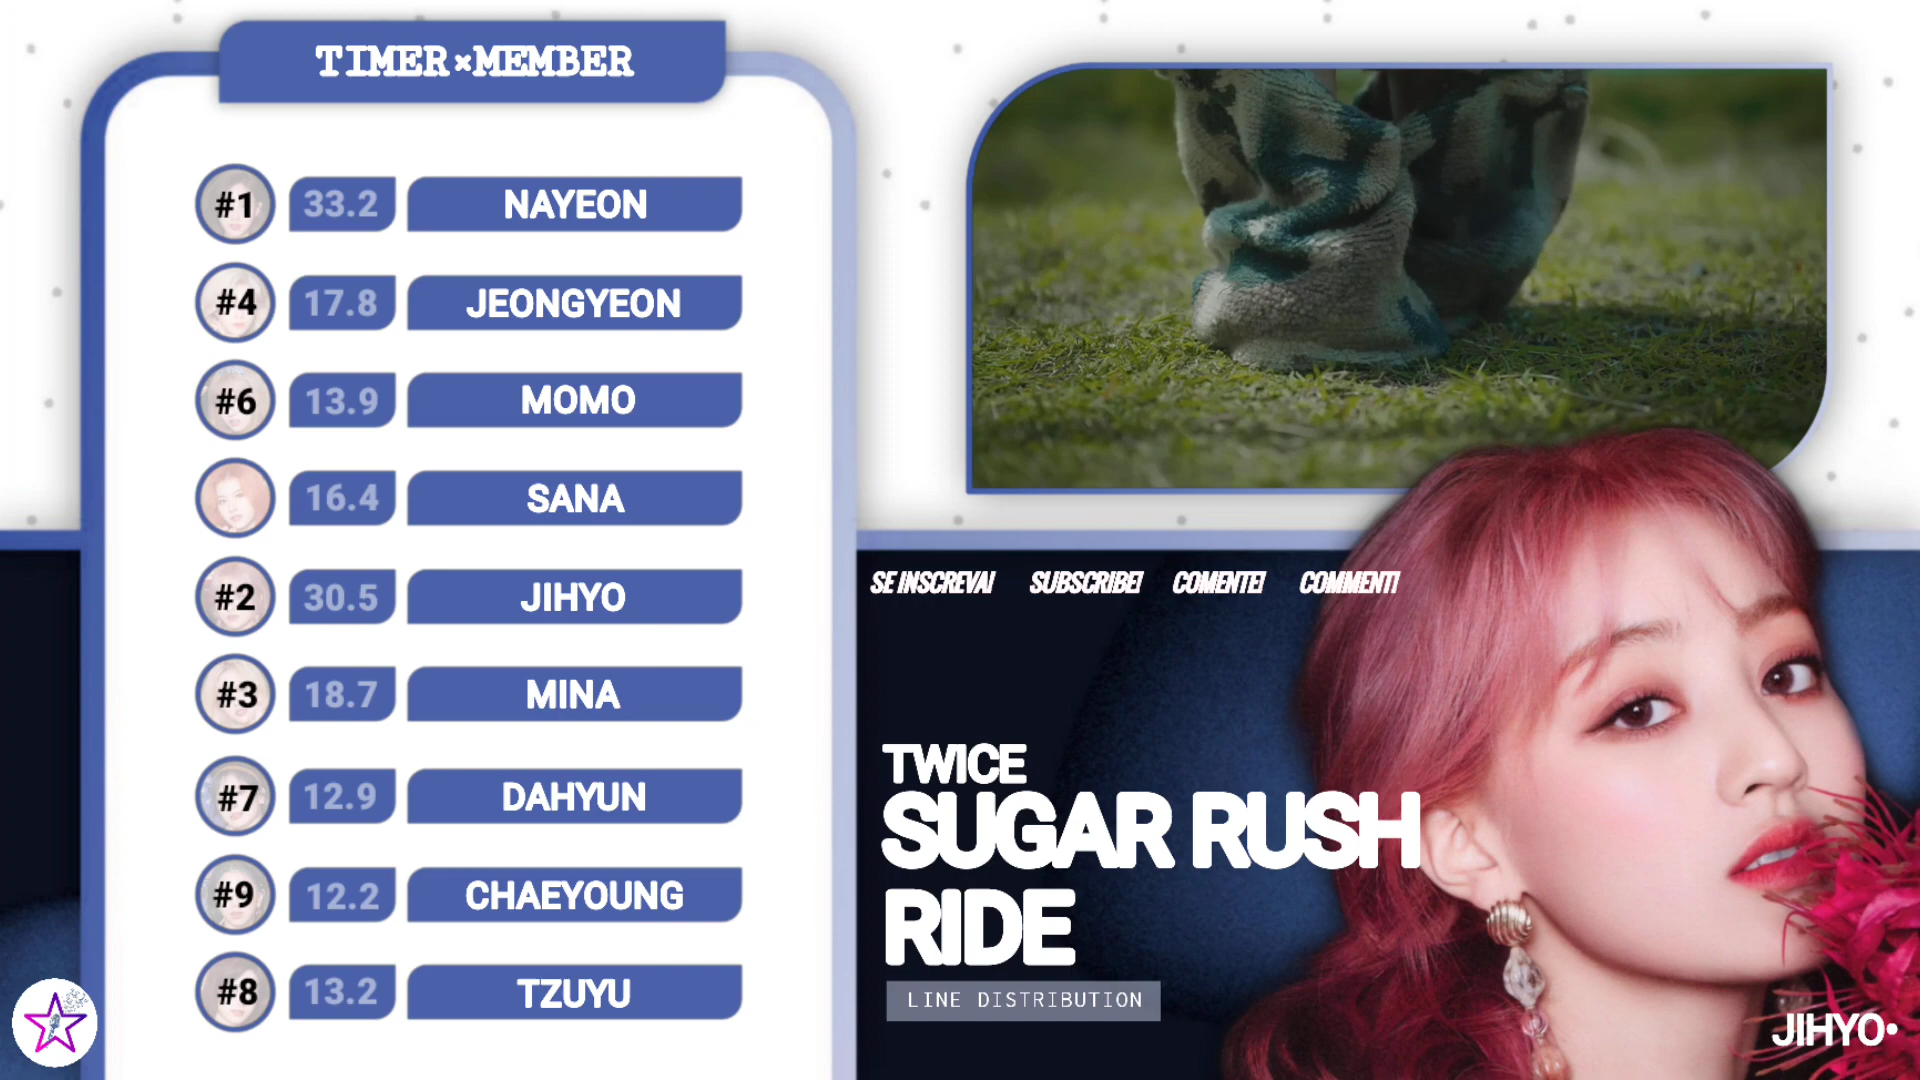 TIMER×MEMBER
#1 33.2 NAYEON
#4 17.8 JEONGYEON
#6 13.9 MOMO
16.4 SANA
#2 30.5 JIHYO
#3 18.7 MINA
#7 12.9 DAHYUN
#9 12.2 CHAEYOUNG
#8 13.2 TZUYU
SE INSCREVA! SUBSCRIBE! COMENTE! COMMENT!
TWICE
SUGAR RUSH
RIDE
LINE DISTRIBUTION
JIHYO•